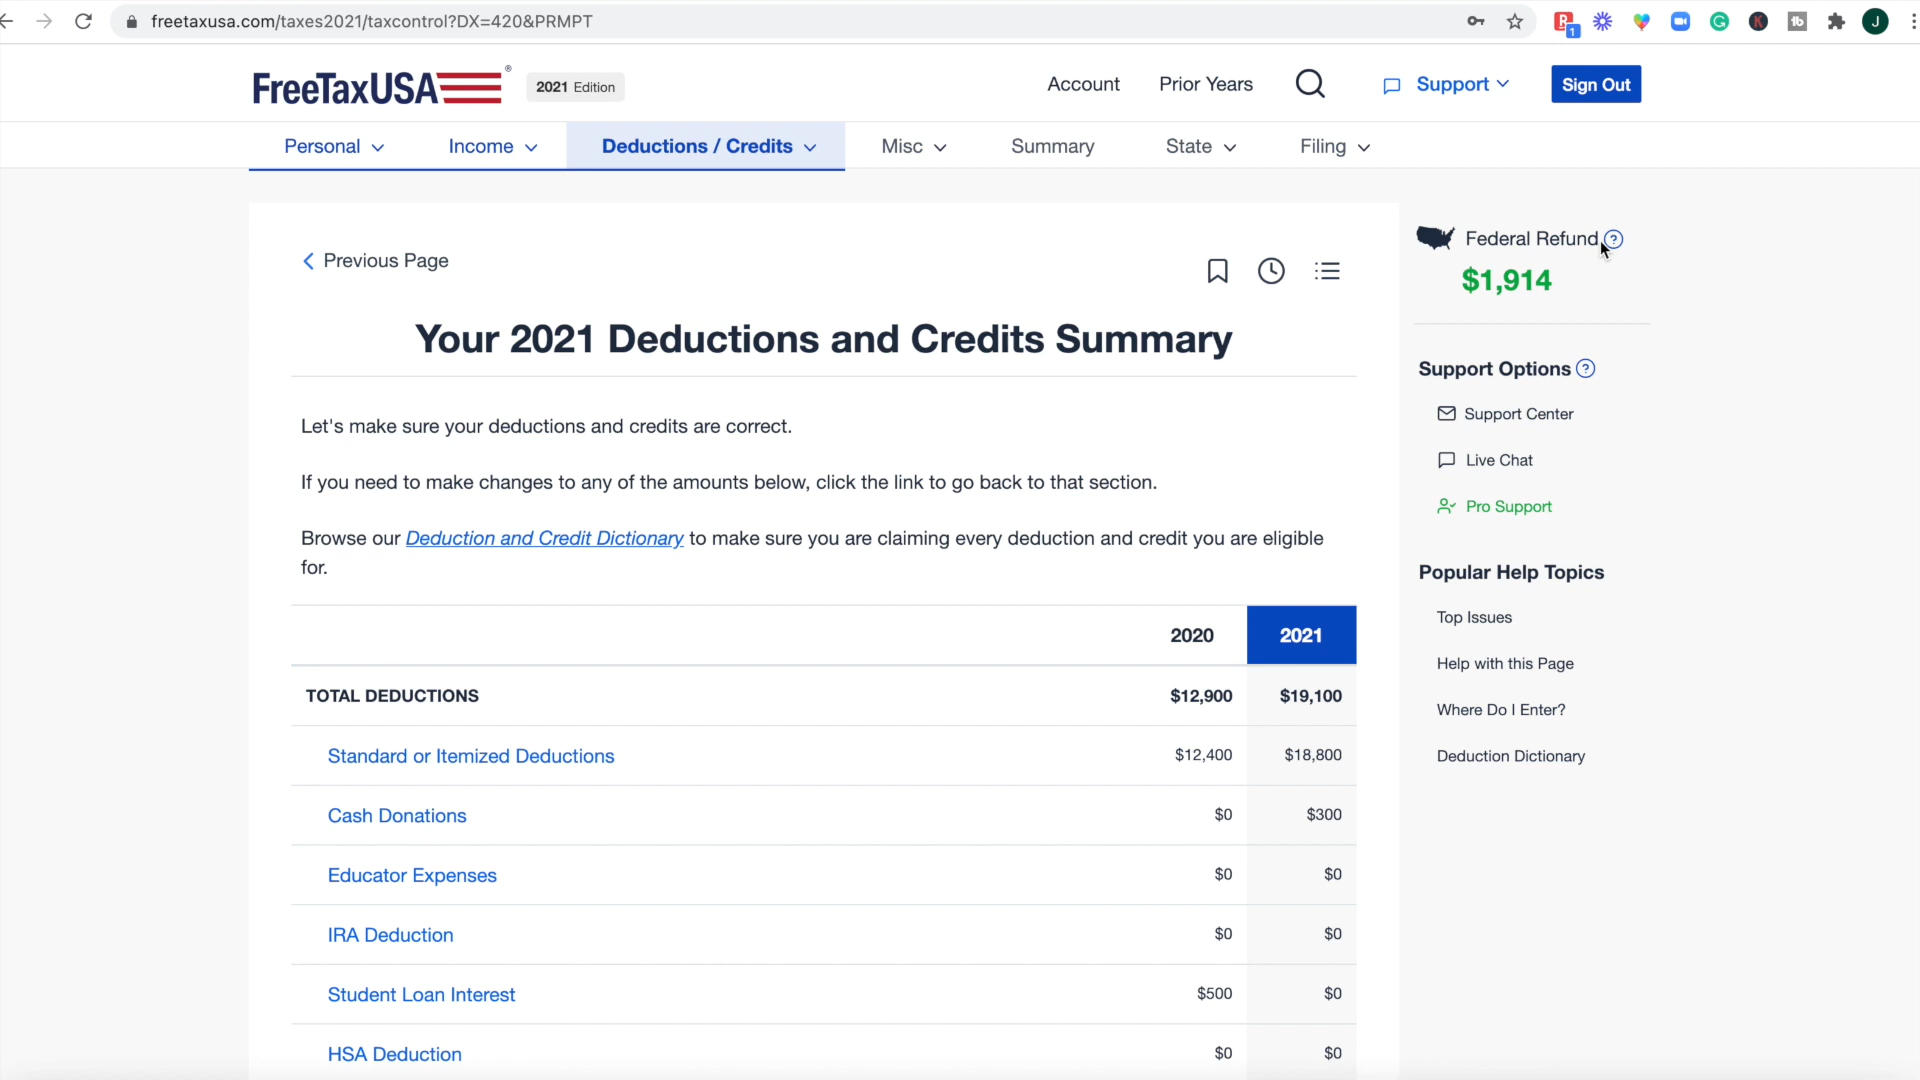 freetaxusa.com/taxes2021/taxcontrol?DX=420&PRMPT
1
J
FreeTaxUSA®
2021 Edition
Account
Prior Years
Support
Sign Out
Personal
Income
Deductions / Credits
Misc
Summary
State
Filing
Previous Page
Your 2021 Deductions and Credits Summary
Let's make sure your deductions and credits are correct.
If you need to make changes to any of the amounts below, click the link to go back to that section.
Browse our Deduction and Credit Dictionary to make sure you are claiming every deduction and credit you are eligible
for.
2020 2021
TOTAL DEDUCTIONS $12,900 $19,100
Standard or Itemized Deductions $12,400 $18,800
Cash Donations $0 $300
Educator Expenses $0 $0
IRA Deduction $0 $0
Student Loan Interest $500 $0
HSA Deduction $0 $0
Federal Refund ?
$1,914
Support Options ?
Support Center
Live Chat
Pro Support
Popular Help Topics
Top Issues
Help with this Page
Where Do I Enter?
Deduction Dictionary